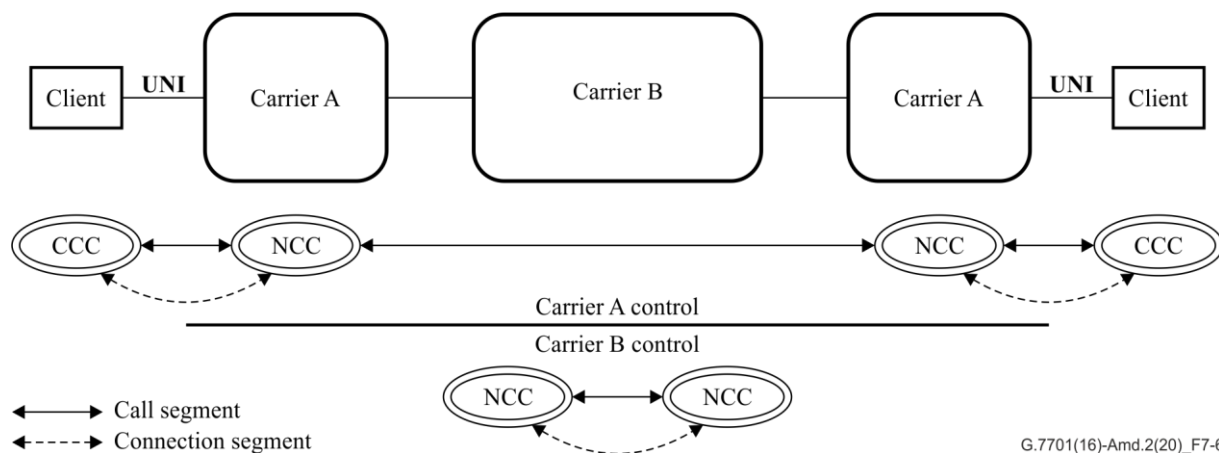 Client
UNI
Carrier A
Carrier B
Carrier A
UNI
Client
CCC
NCC
NCC
CCC
Carrier A control
Carrier B control
NCC
NCC
Call segment
Connection segment
G.7701(16)-Amd.2(20)_F7-6